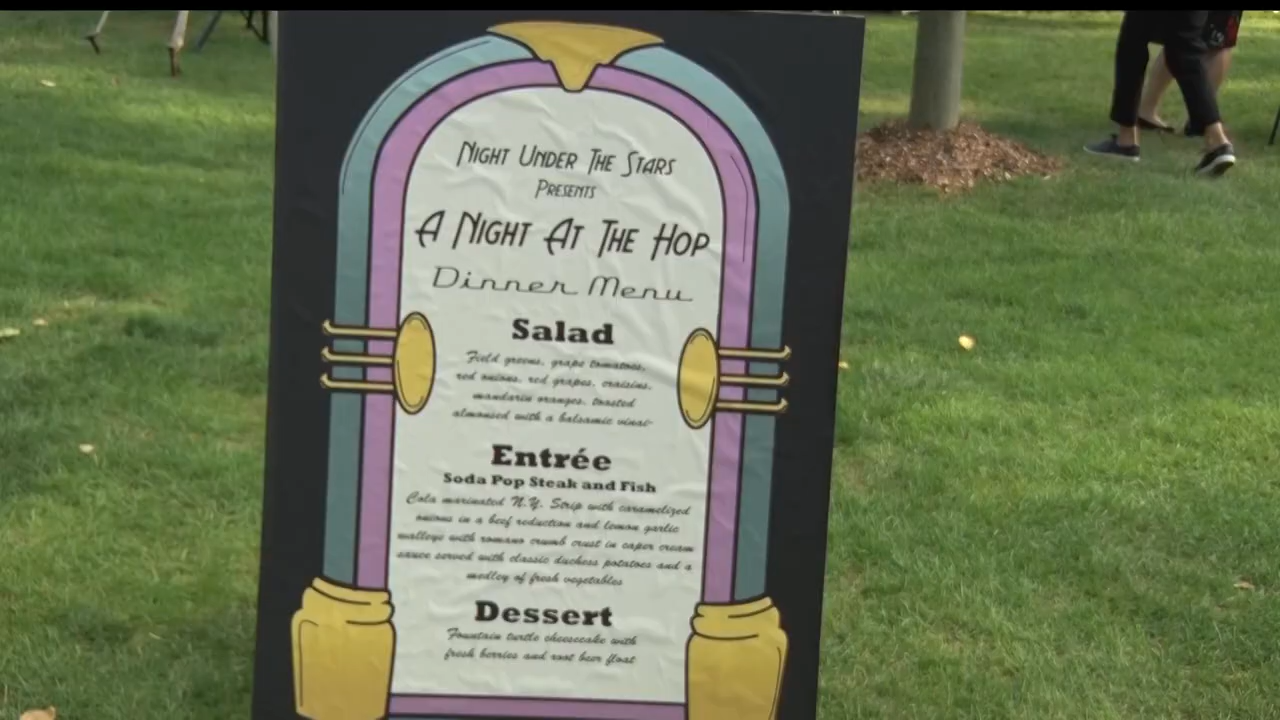 Night Under The Stars
Presents
A Night At The Hop
Dinner Menu
Salad
Field greens, grape tomatoes,
red onions, red grapes, craisins,
mandarin oranges, toasted
almonsed with a balsamic vinai-
Entrée
Soda Pop Steak and Fish
Cola marinated N.Y. Strip with caramelized
onions in a beef reduction and lemon garlic
walleye with romano crumb crust in caper cream
sauce served with classic duchess potatoes and a
medley of fresh vegetables
Dessert
Fountain turtle cheesecake with
fresh berries and root beer float